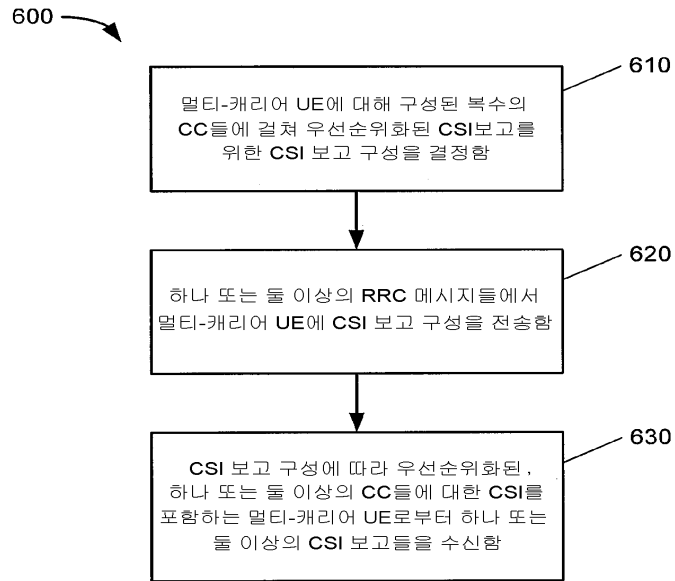 600
610
멀티-캐리어 UE에 대해 구성된 복수의
CC들에 걸쳐 우선순위화된 CSI보고를
위한 CSI 보고 구성을 결정함
620
하나 또는 둘 이상의 RRC 메시지들에서
멀티-캐리어 UE에 CSI 보고 구성을 전송함
630
CSI 보고 구성에 따라 우선순위화된,
하나 또는 둘 이상의 CC들에 대한 CSI를
포함하는 멀티-캐리어 UE로부터 하나 또는
둘 이상의 CSI 보고들을 수신함